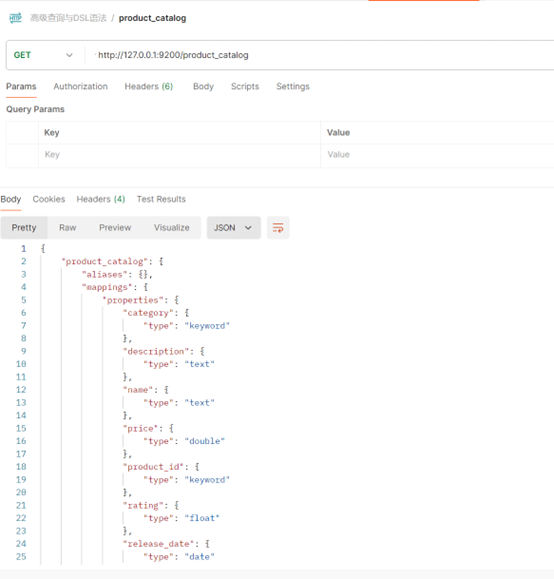 HTTP 高级查询与DSL语法 / product_catalog
GET http://127.0.0.1:9200/product_catalog
Params Authorization Headers (6) Body Scripts Settings
Query Params
Key Value
Key Value
Body Cookies Headers (4) Test Results
Pretty Raw Preview Visualize JSON
1 {
2 "product_catalog": {
3 "aliases": {},
4 "mappings": {
5 "properties": {
6 "category": {
7 "type": "keyword"
8 },
9 "description": {
10 "type": "text"
11 },
12 "name": {
13 "type": "text"
14 },
15 "price": {
16 "type": "double"
17 },
18 "product_id": {
19 "type": "keyword"
20 },
21 "rating": {
22 "type": "float"
23 },
24 "release_date": {
25 "type": "date"